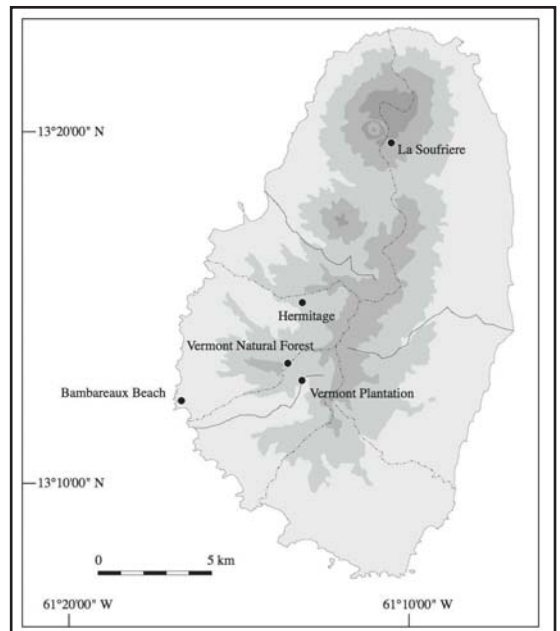 13°20'00" N
La Soufriere
Hermitage
Vermont Natural Forest
Bambareaux Beach
Vermont Plantation
13°10'00" N
0 5 km
61°20'00" W 61°10'00" W